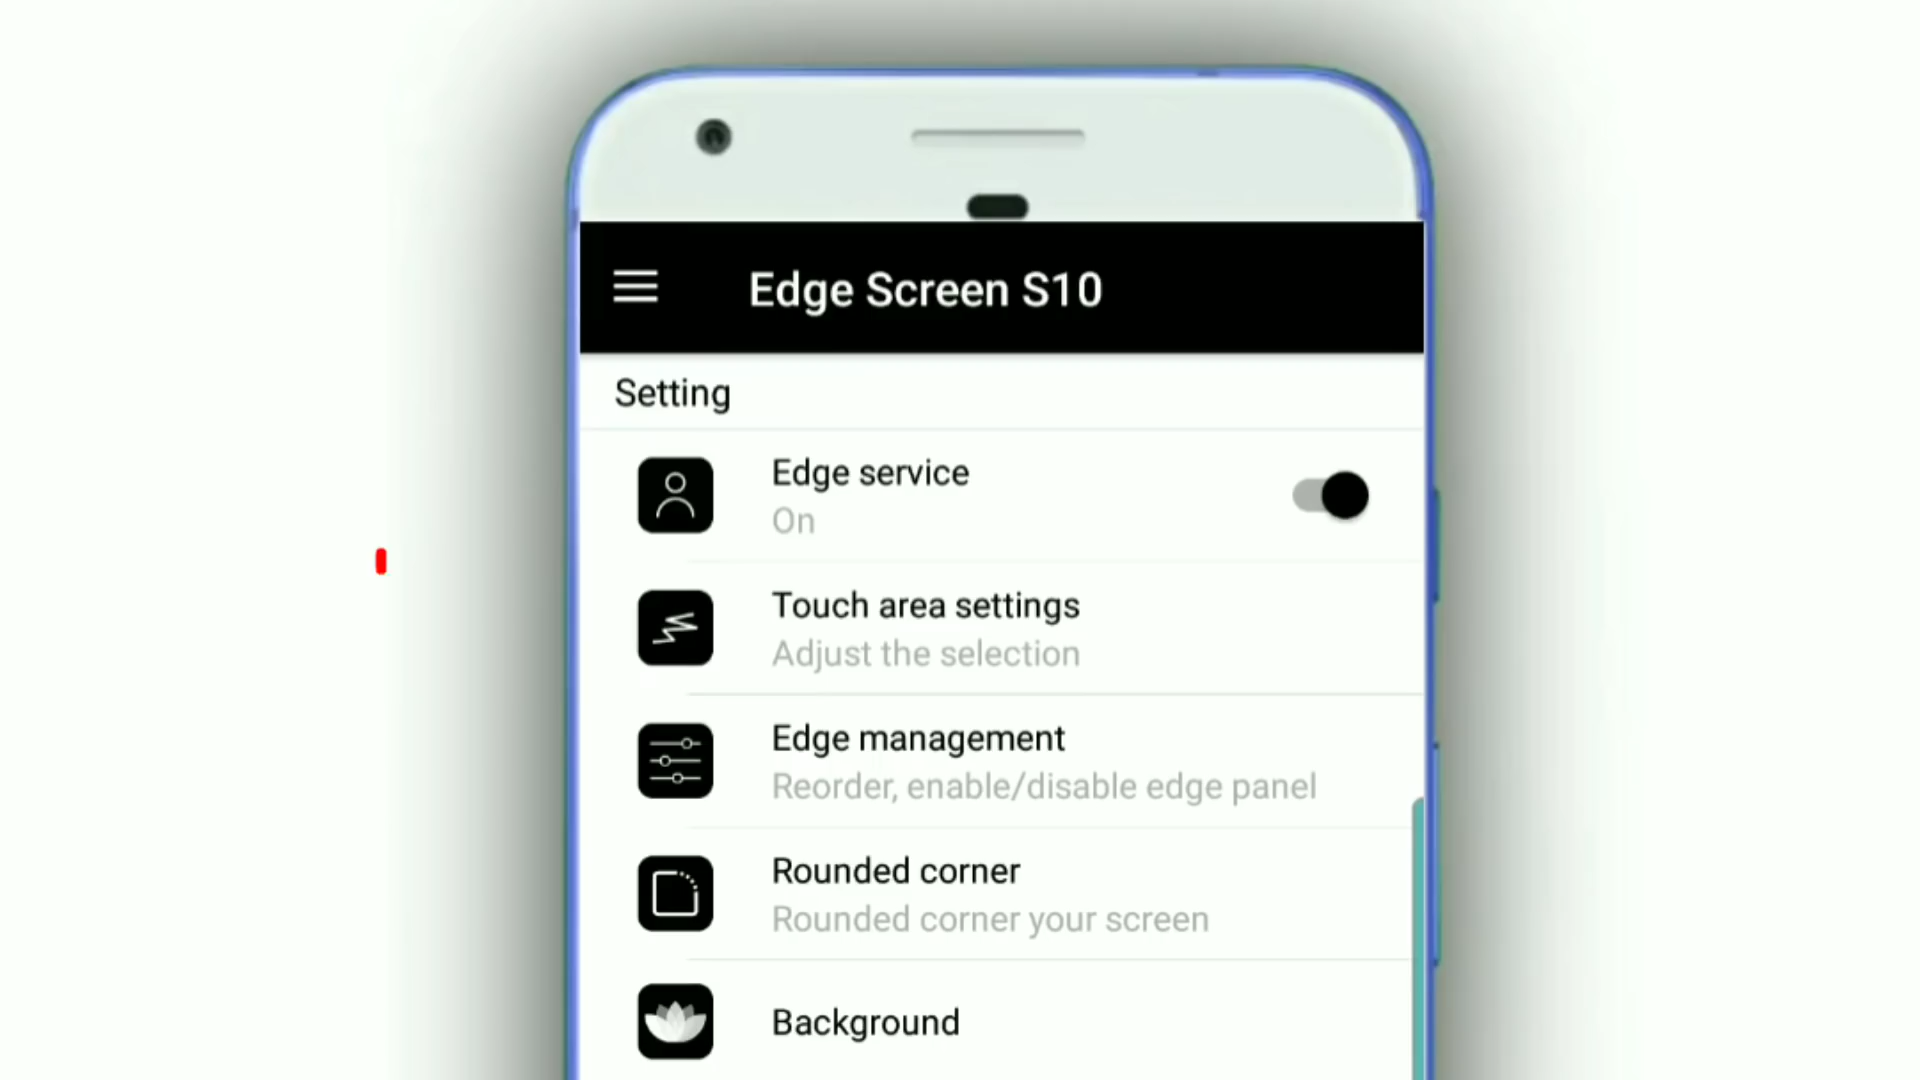 Edge Screen S10
Setting
Edge service
On
Touch area settings
Adjust the selection
Edge management
Reorder, enable/disable edge panel
Rounded corner
Rounded corner your screen
Background